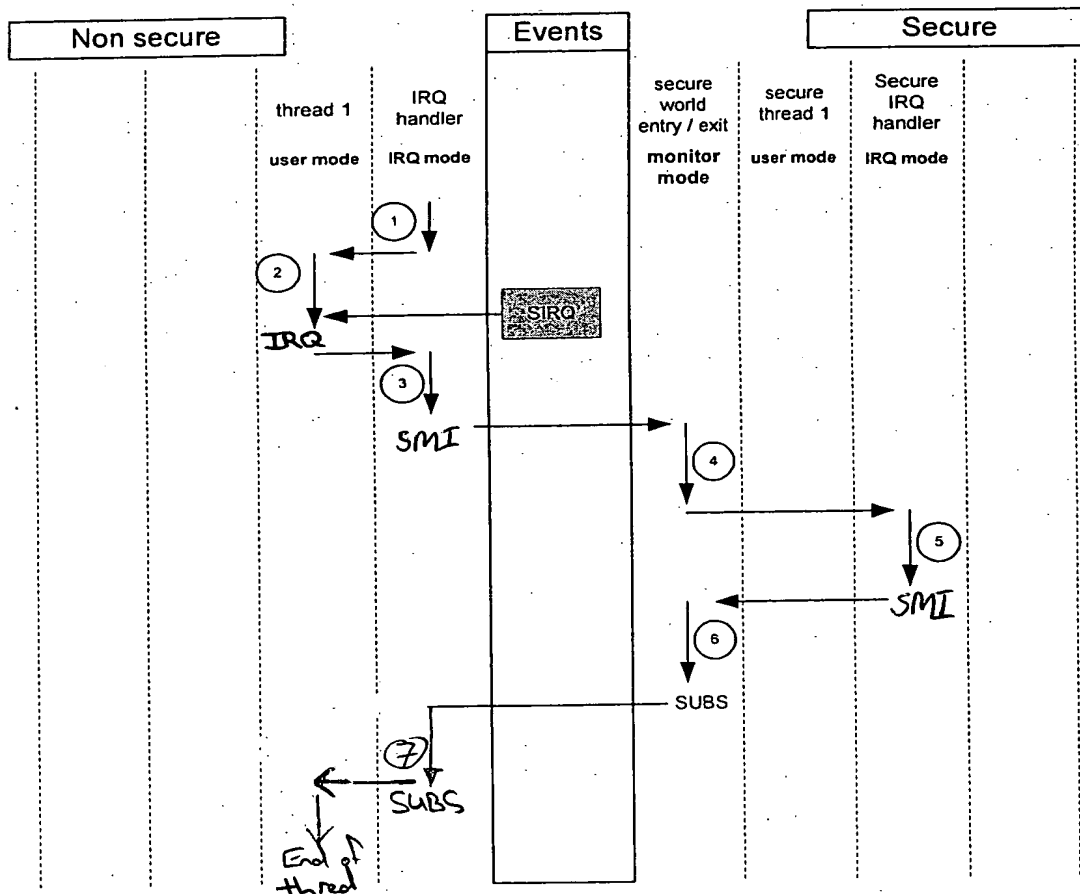 Non secure
Events
Secure
thread 1
user mode
IRQ
handler
IRQ mode
secure
world
entry / exit
monitor
mode
secure
thread 1
user mode
Secure
IRQ
handler
IRQ mode
1
2
SIRQ
IRQ
3
SMI
4
5
SMI
6
SUBS
7
SUBS
End of
thred